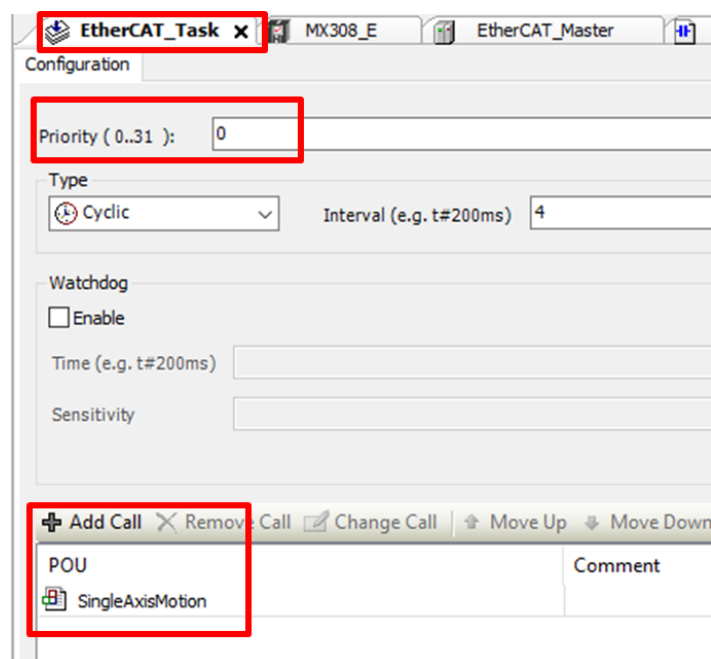 EtherCAT_Task MX308_E EtherCAT_Master
Configuration
Priority ( 0..31 ): 0
Type
Cyclic Interval (e.g. t#200ms) 4
Watchdog
Enable
Time (e.g. t#200ms)
Sensitivity
Add Call Remove Call Change Call Move Up Move Down
POU Comment
SingleAxisMotion